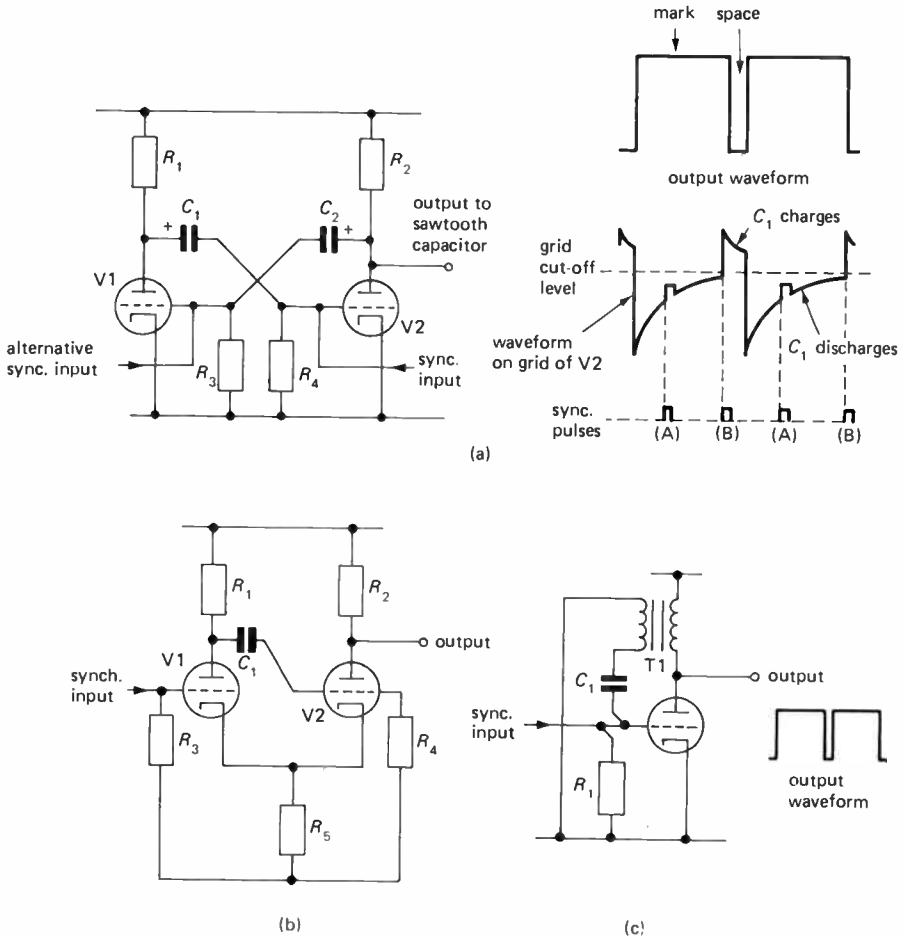 mark space
output waveform
R1
R2
C1
C2
+
+
output to
sawtooth
capacitor
V1
V2
alternative
sync. input
R3
R4
sync.
input
grid
cut-off
level
C1 charges
waveform
on grid of V2
C1 discharges
sync.
pulses
(A) (B) (A) (B)
(a)
R1
R2
C1
output
V1
V2
synch.
input
R3
R4
R5
(b)
T1
C1
output
sync.
input
R1
output
waveform
(c)